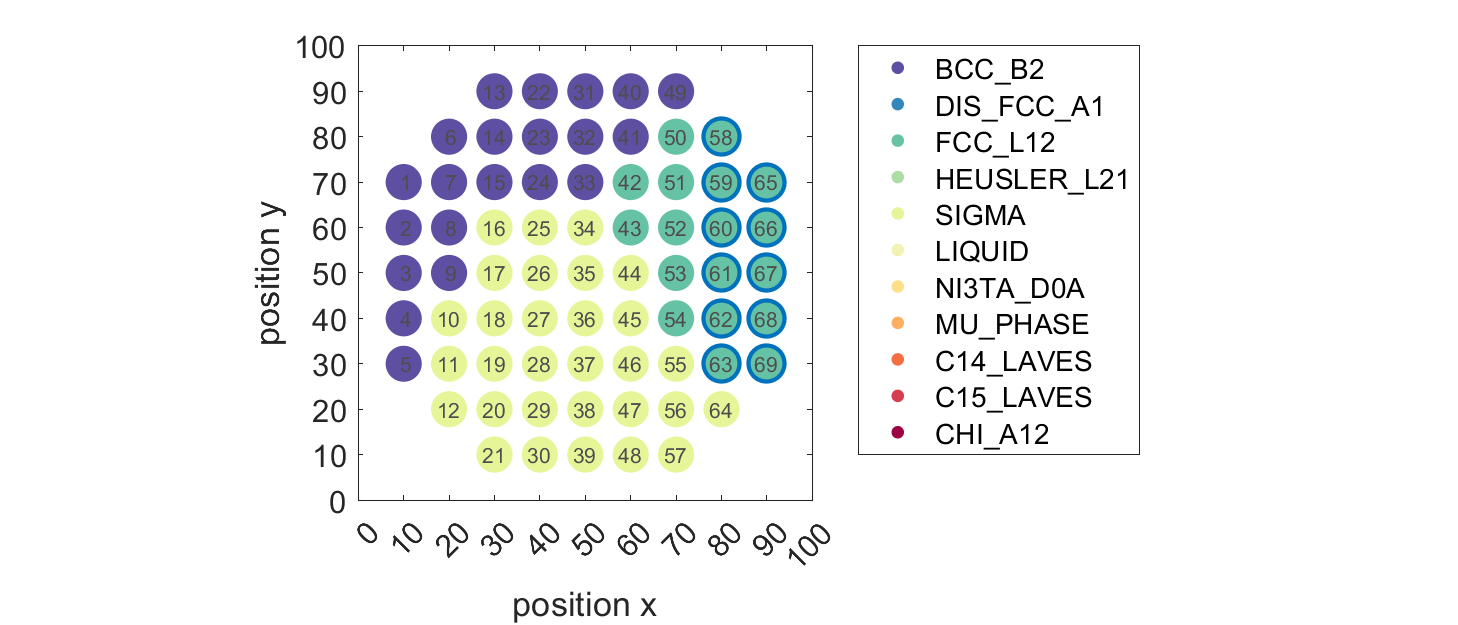 100
90
80
70
60
50
40
30
20
10
0
position y
13 22 31 40 49
6 14 23 32 41 50 58
1 7 15 24 33 42 51 59 65
2 8 16 25 34 43 52 60 66
3 9 17 26 35 44 53 61 67
4 10 18 27 36 45 54 62 68
5 11 19 28 37 46 55 63 69
12 20 29 38 47 56 64
21 30 39 48 57
0 10 20 30 40 50 60 70 80 90 100
position x
BCC_B2
DIS_FCC_A1
FCC_L12
HEUSLER_L21
SIGMA
LIQUID
NI3TA_D0A
MU_PHASE
C14_LAVES
C15_LAVES
CHI_A12